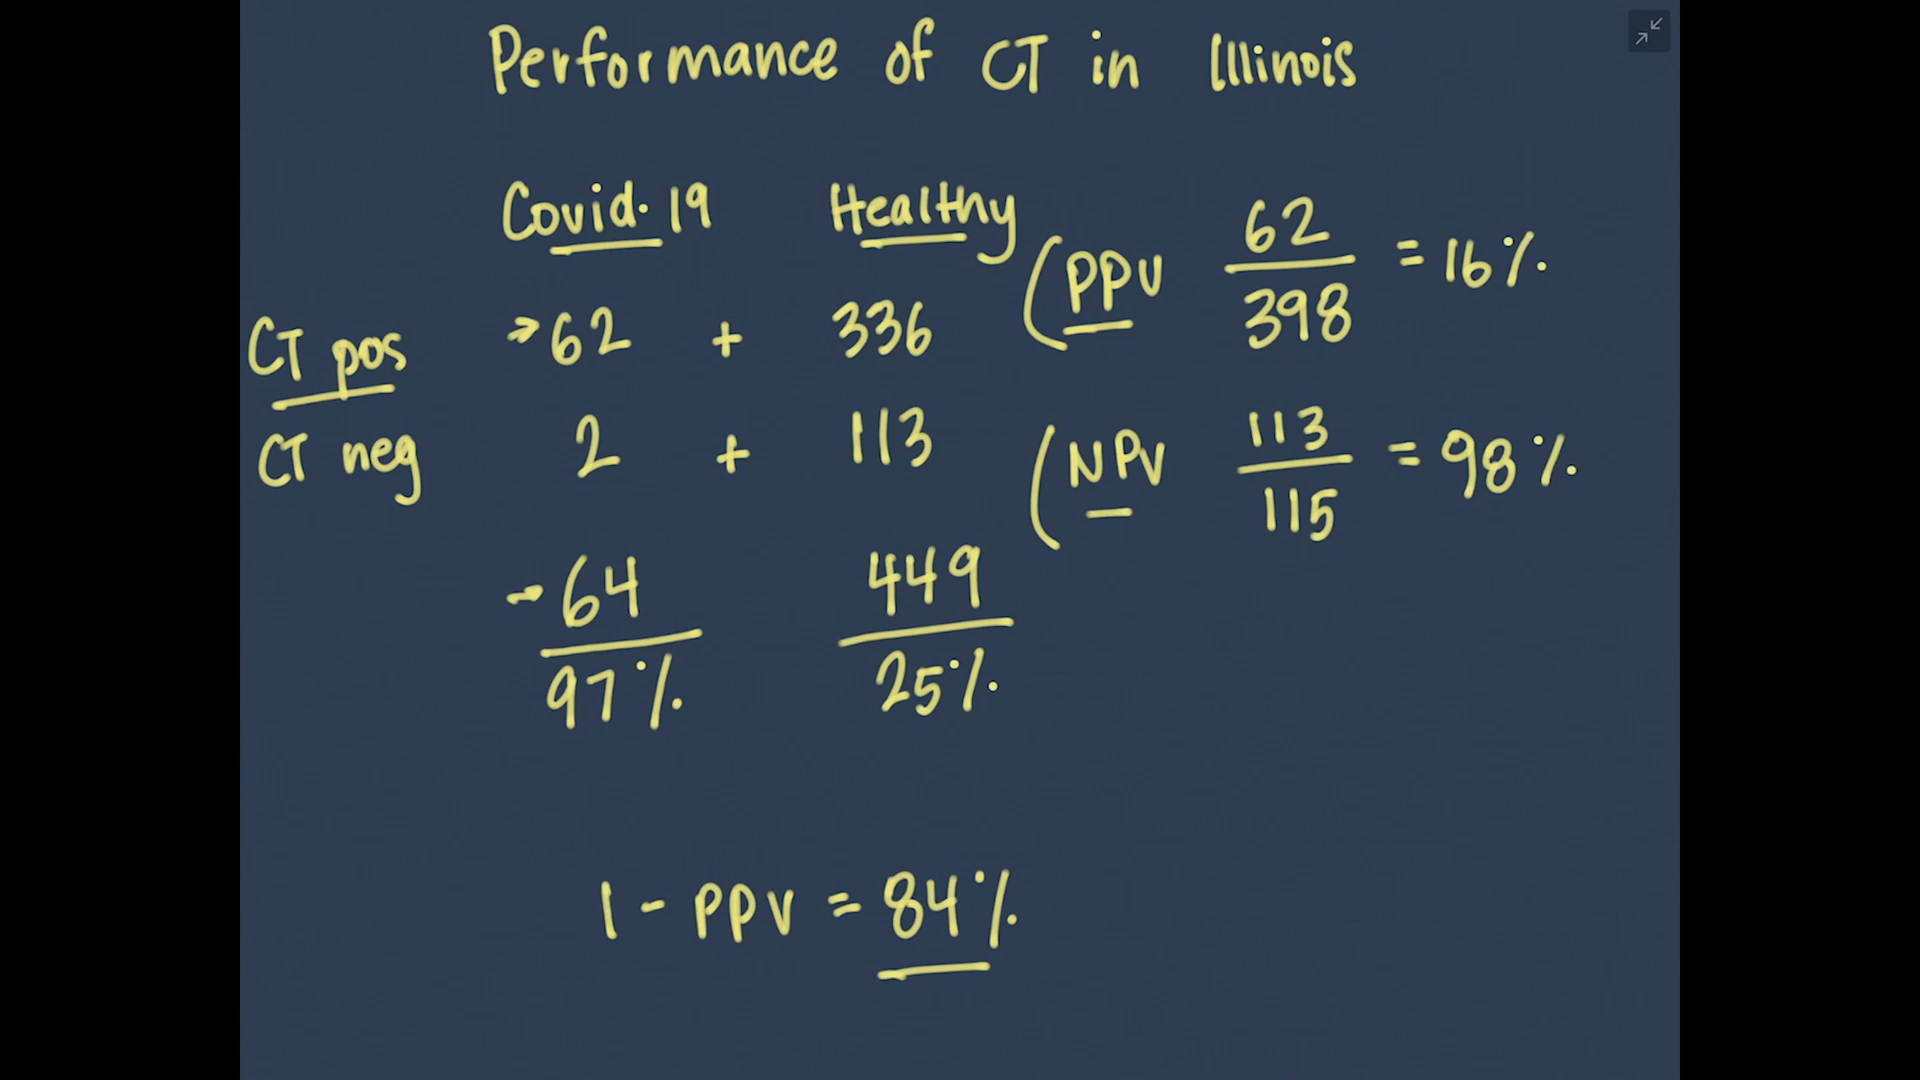 Performance of CT in Illinois
Covid-19 Healthy
CT pos → 62 + 336 (PPV 62/398 = 16%
CT neg 2 + 113 (NPV 113/115 = 98%
→ 64 449
97% 25%
1 - PPV = 84%